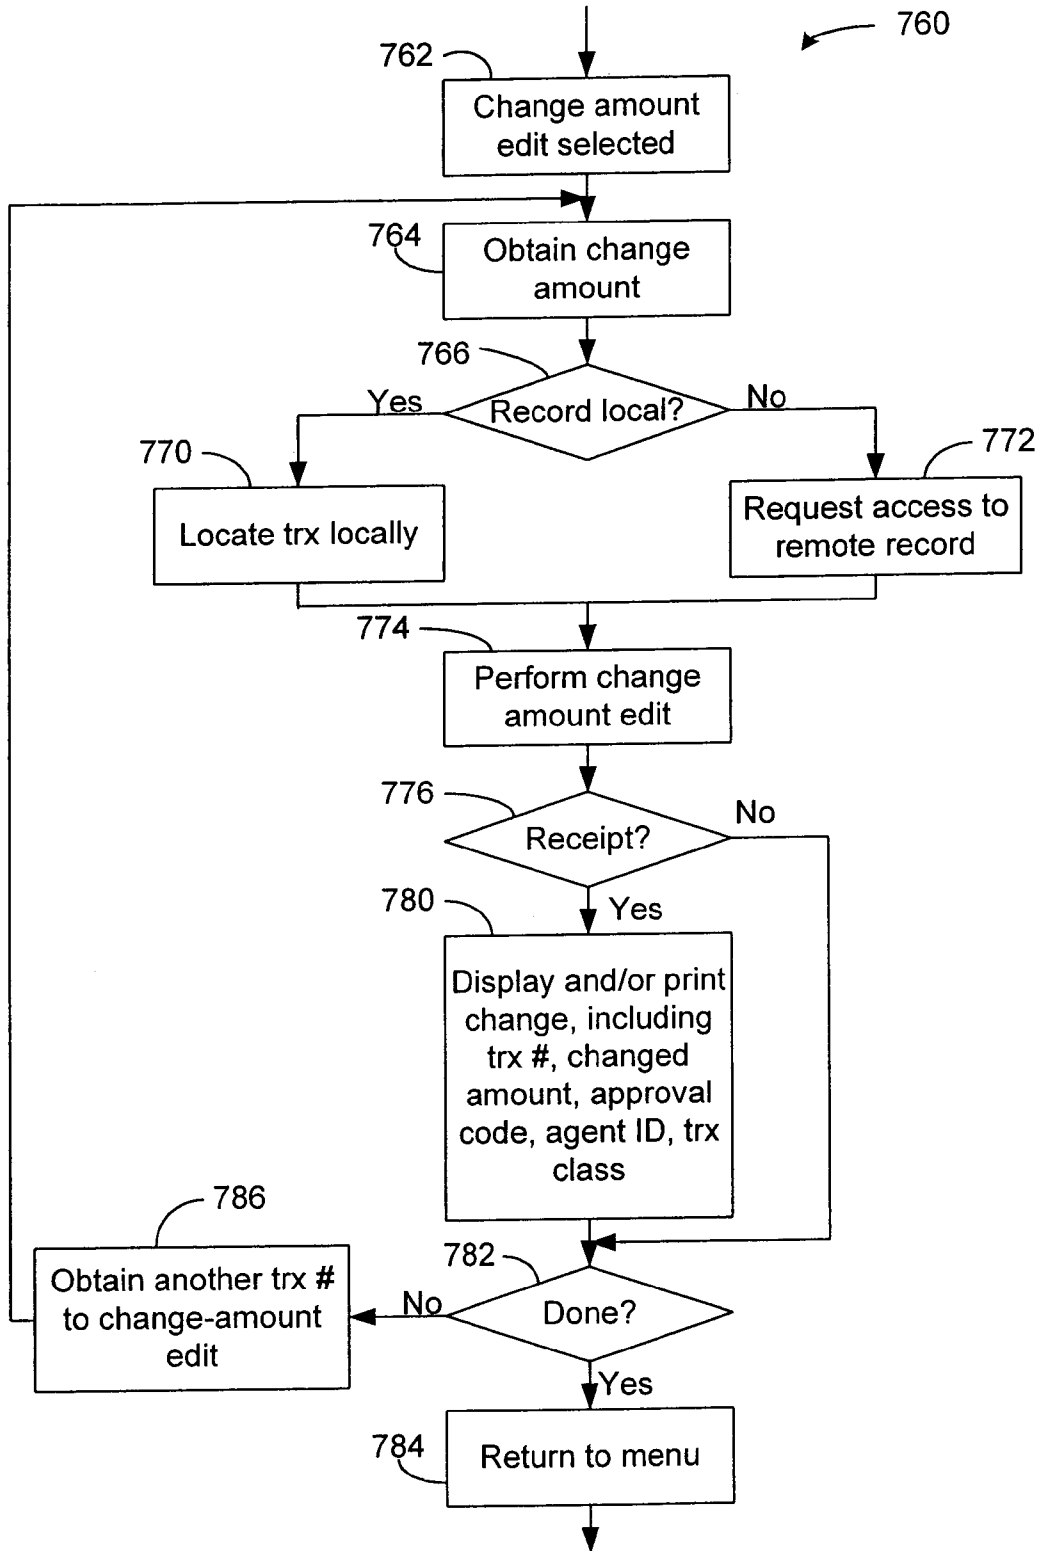 760
762
Change amount
edit selected
764
Obtain change
amount
766
Yes
Record local?
No
770
772
Locate trx locally
Request access to
remote record
774
Perform change
amount edit
776
Receipt?
No
780
Yes
Display and/or print
change, including
trx #, changed
amount, approval
code, agent ID, trx
class
786
782
Obtain another trx #
to change-amount
edit
No
Done?
Yes
784
Return to menu